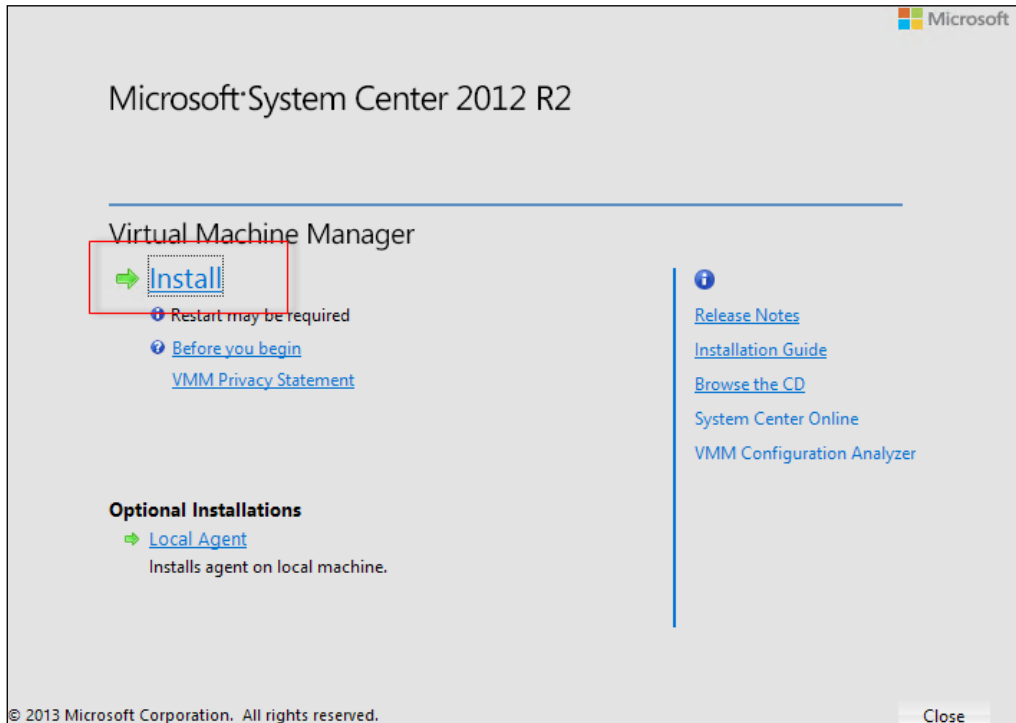 Microsoft
Microsoft® System Center 2012 R2
Virtual Machine Manager
Install
Restart may be required
Before you begin
VMM Privacy Statement
Release Notes
Installation Guide
Browse the CD
System Center Online
VMM Configuration Analyzer
Optional Installations
Local Agent
Installs agent on local machine.
© 2013 Microsoft Corporation. All rights reserved.
Close